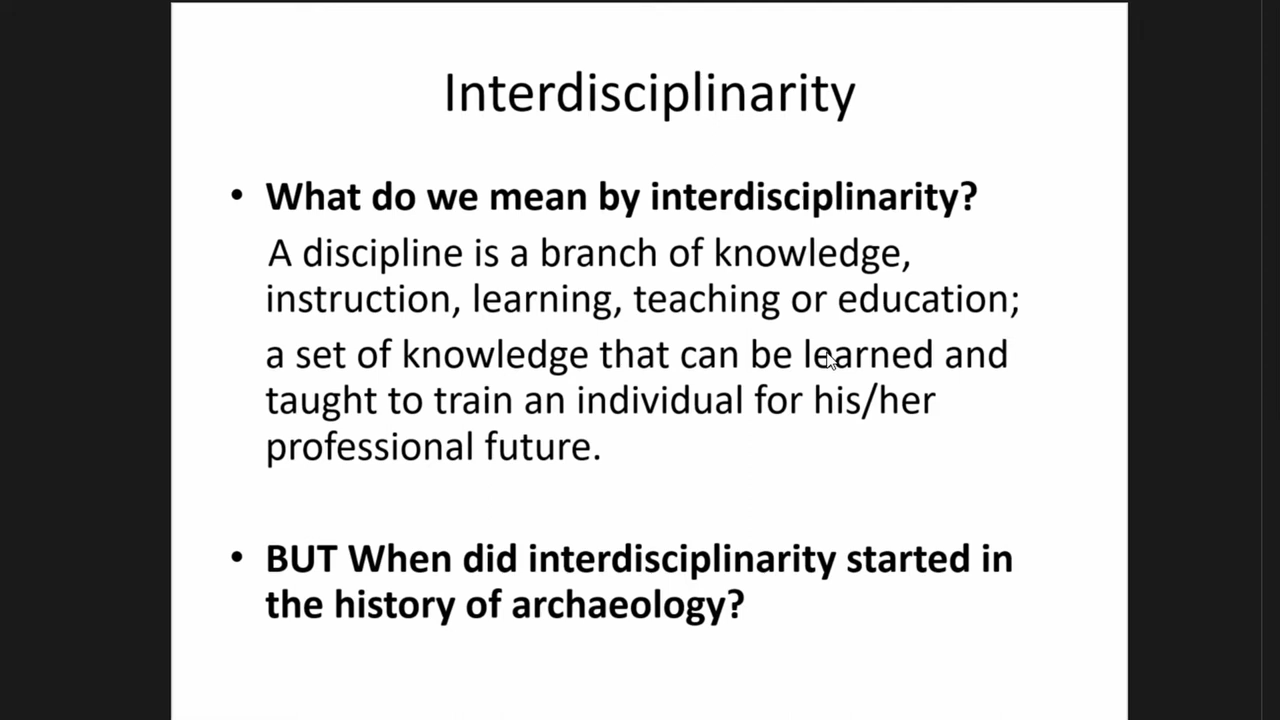 Interdisciplinarity
• What do we mean by interdisciplinarity?
A discipline is a branch of knowledge,
instruction, learning, teaching or education;
a set of knowledge that can be learned and
taught to train an individual for his/her
professional future.
• BUT When did interdisciplinarity started in
the history of archaeology?